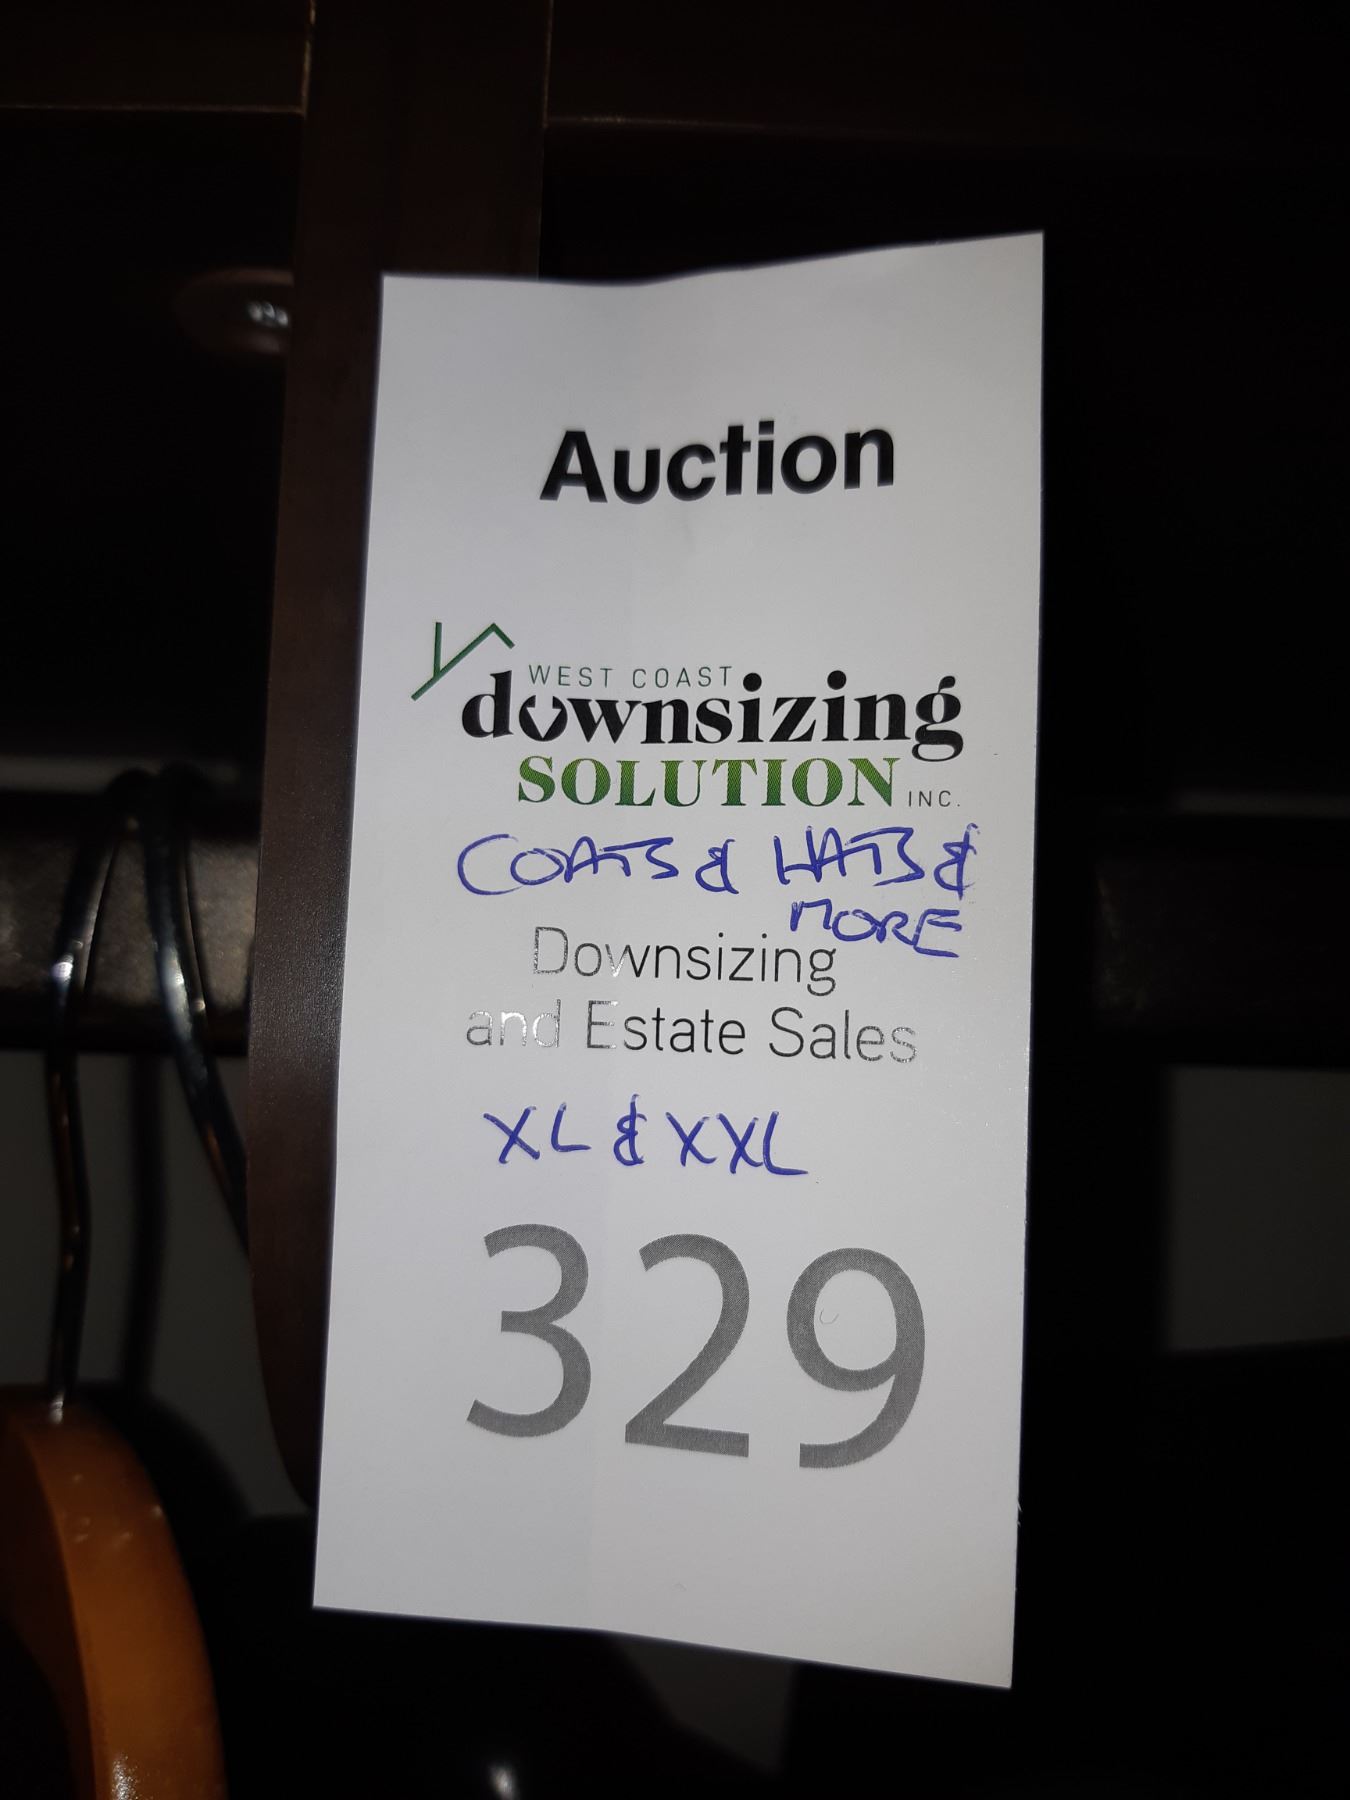 Auction
WEST COAST
downsizing
SOLUTION INC.
COATS & HATS &
MORE
Downsizing
and Estate Sales
XL & XXL
329